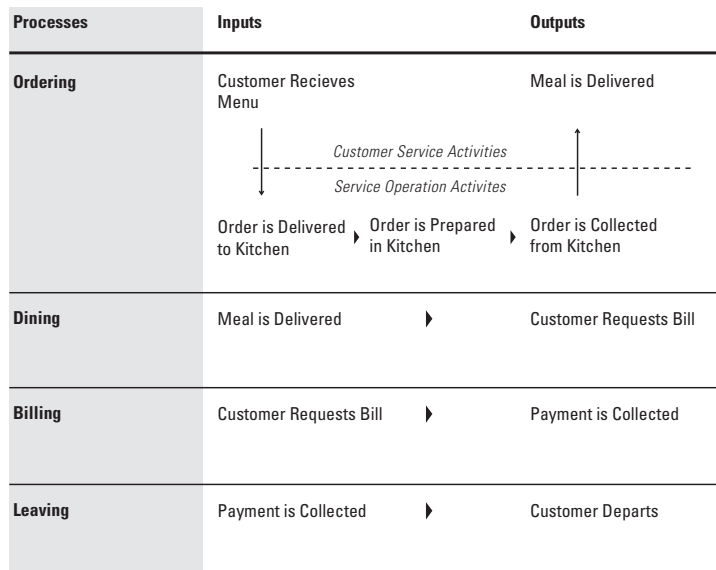 Processes Inputs Outputs
Ordering Customer Recieves Meal is Delivered
Menu
Customer Service Activities
Service Operation Activites
Order is Delivered Order is Prepared Order is Collected
to Kitchen in Kitchen from Kitchen
Dining Meal is Delivered Customer Requests Bill
Billing Customer Requests Bill Payment is Collected
Leaving Payment is Collected Customer Departs